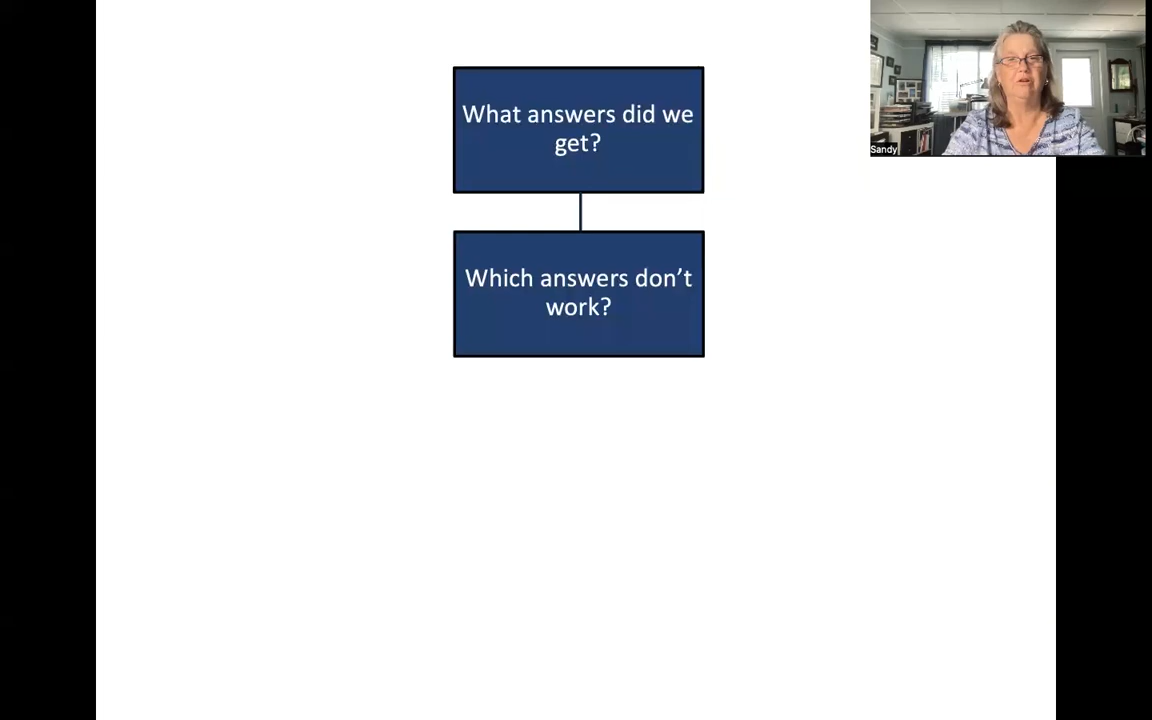 What answers did we
get?
Which answers don’t
work?
Sandy